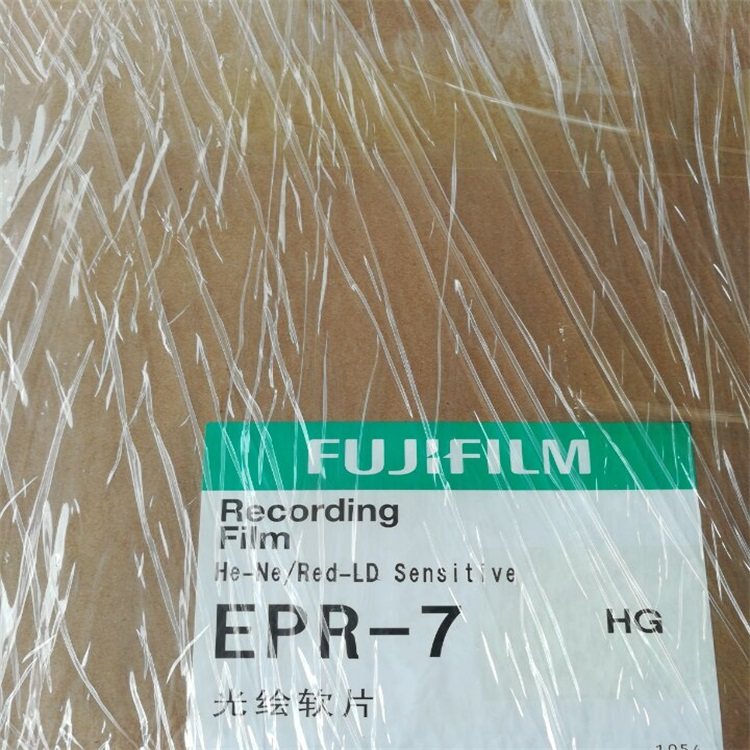 FUJIFILM
Recording
Film
He-Ne/Red-LD Sensitive
EPR-7 HG
光绘软片